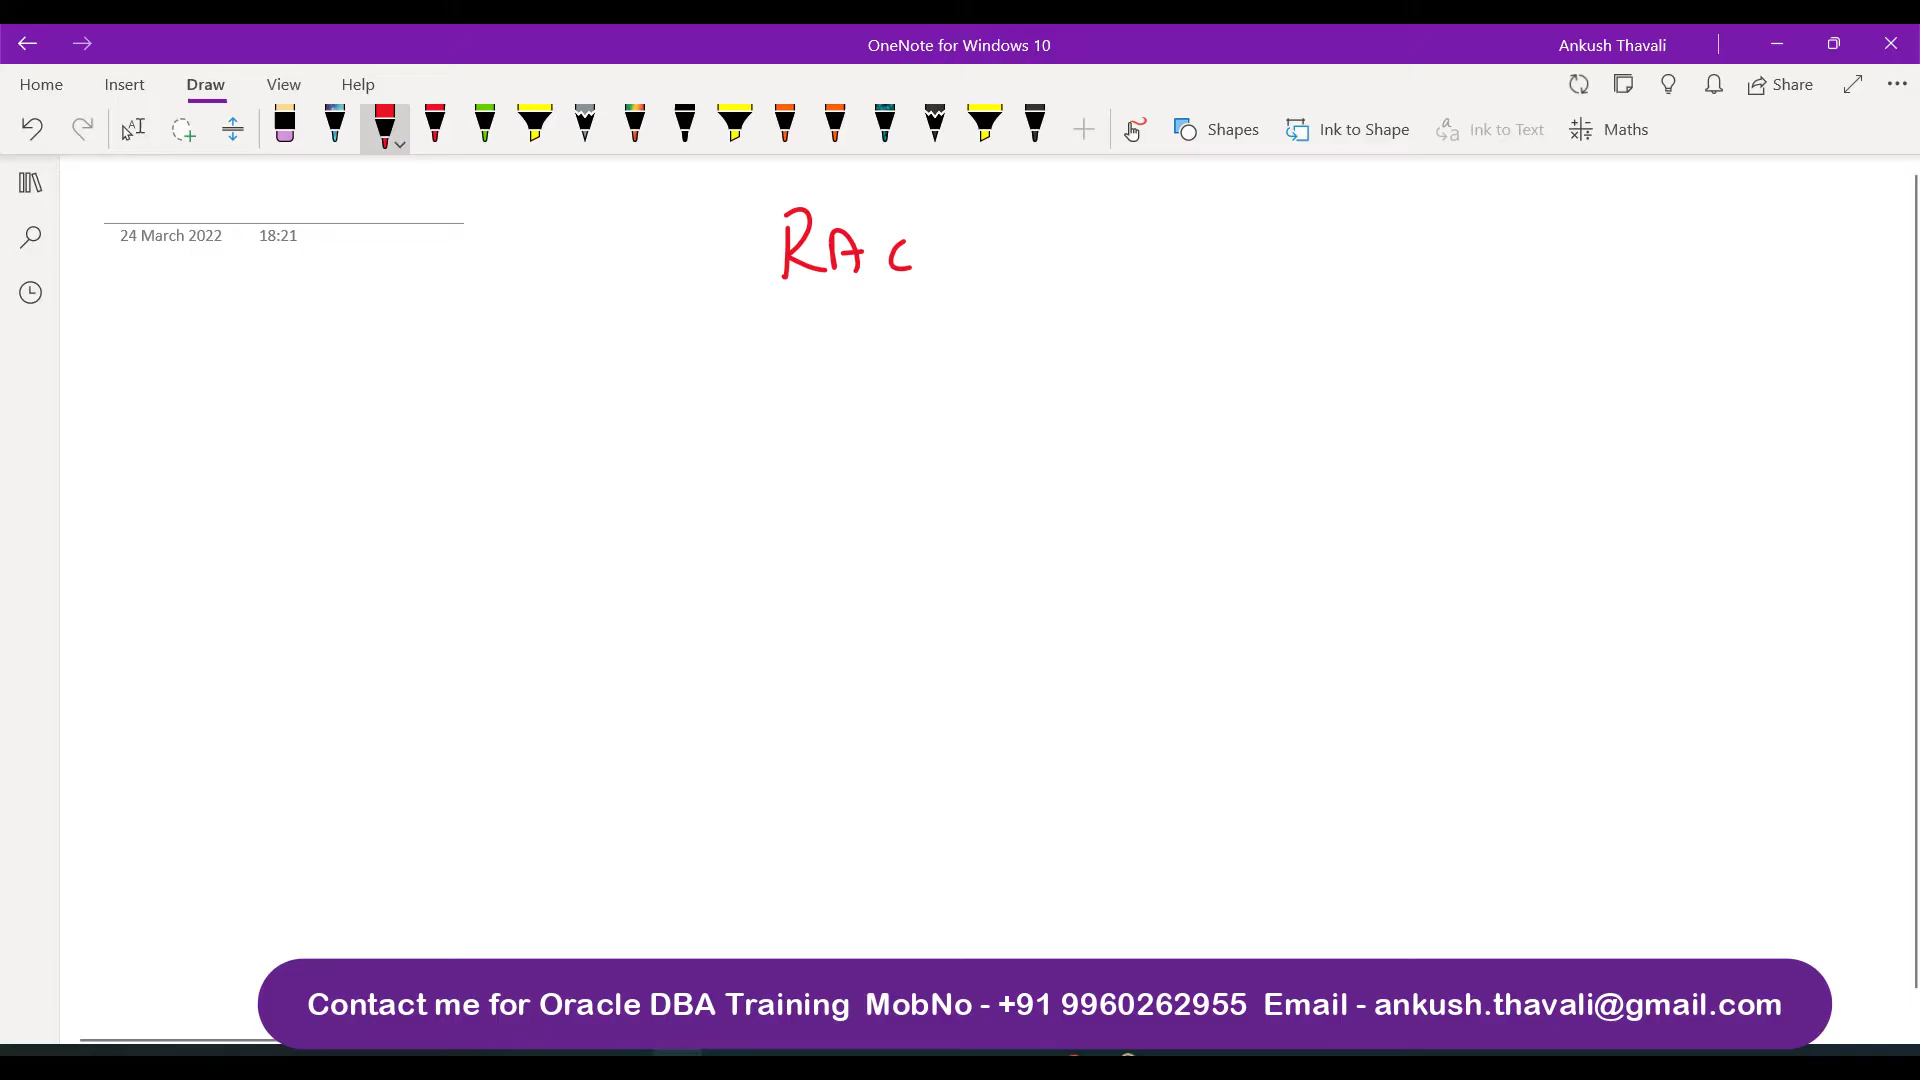 OneNote for Windows 10
Ankush Thavali
Home Insert Draw View Help
Share
Shapes Ink to Shape Ink to Text Maths
24 March 2022 18:21
RAC
Contact me for Oracle DBA Training MobNo - +91 9960262955 Email - ankush.thavali@gmail.com